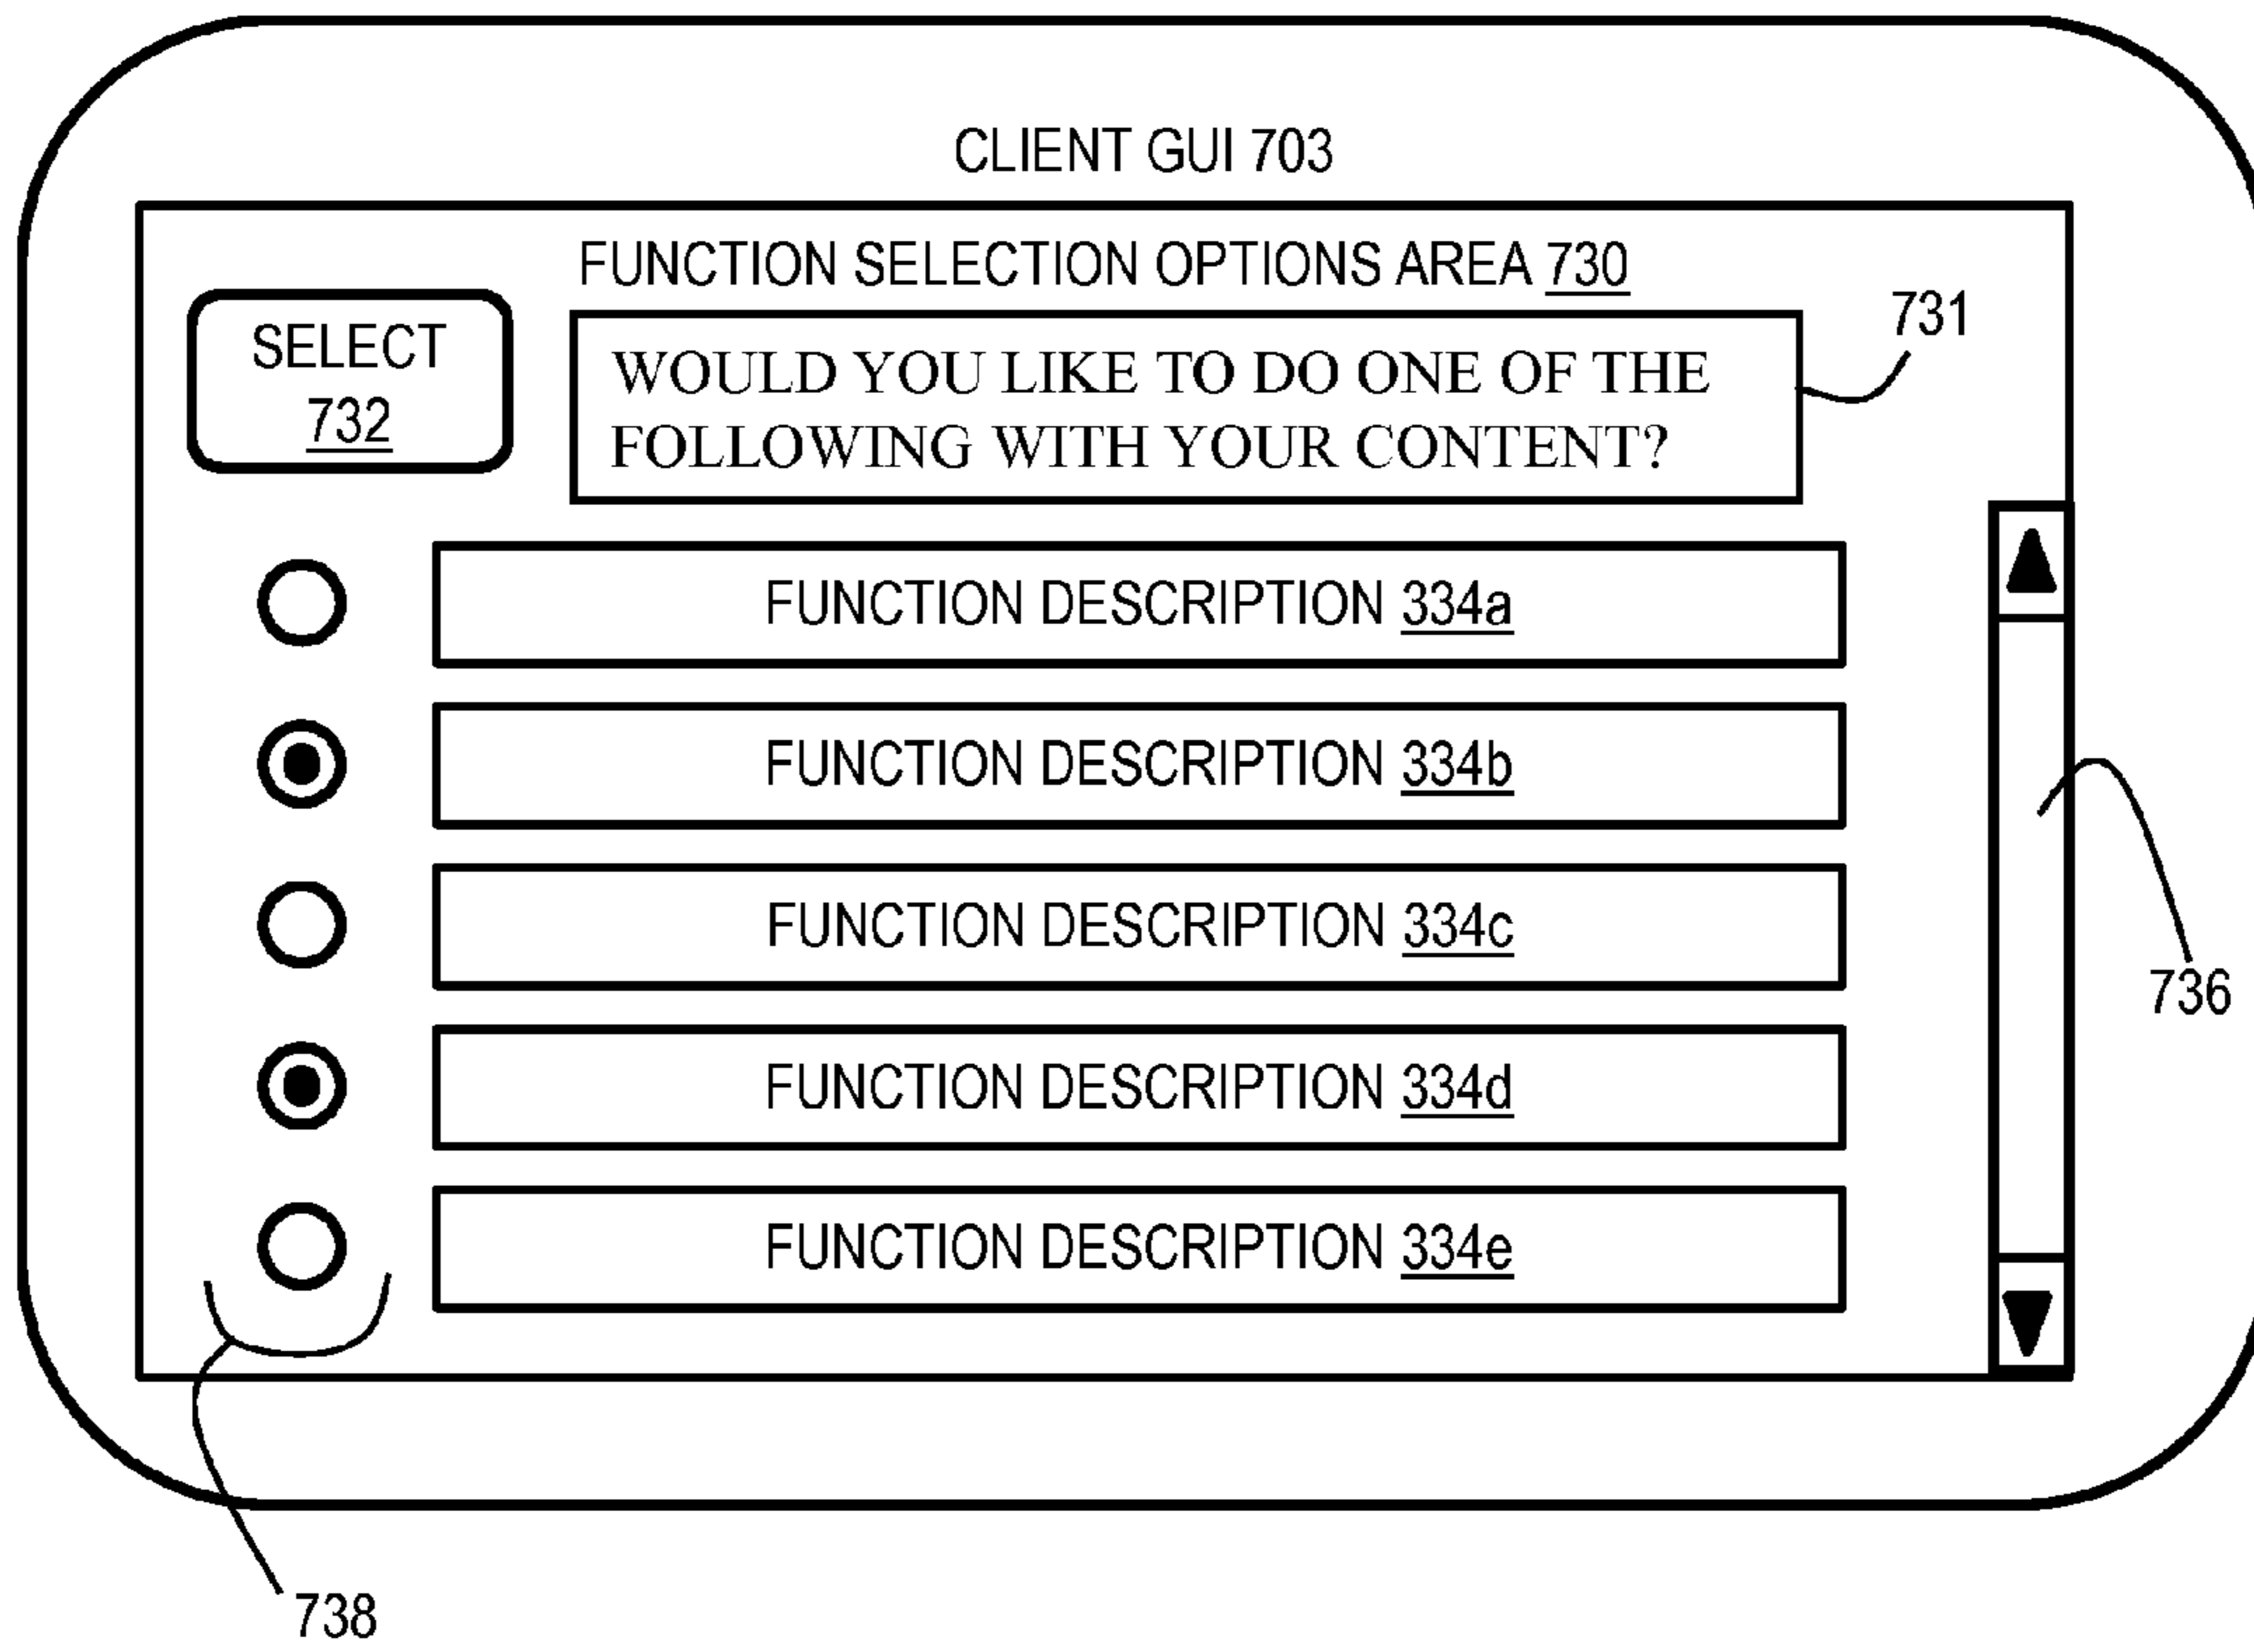 CLIENT GUI 703
FUNCTION SELECTION OPTIONS AREA 730
731
SELECT
732
WOULD YOU LIKE TO DO ONE OF THE
FOLLOWING WITH YOUR CONTENT?
FUNCTION DESCRIPTION 334a
FUNCTION DESCRIPTION 334b
FUNCTION DESCRIPTION 334c
736
FUNCTION DESCRIPTION 334d
FUNCTION DESCRIPTION 334e
738